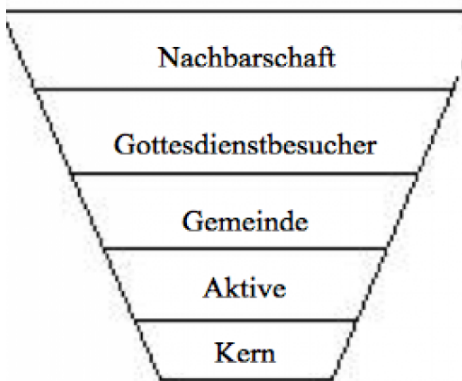 Nachbarschaft
Gottesdienstbesucher
Gemeinde
Aktive
Kern